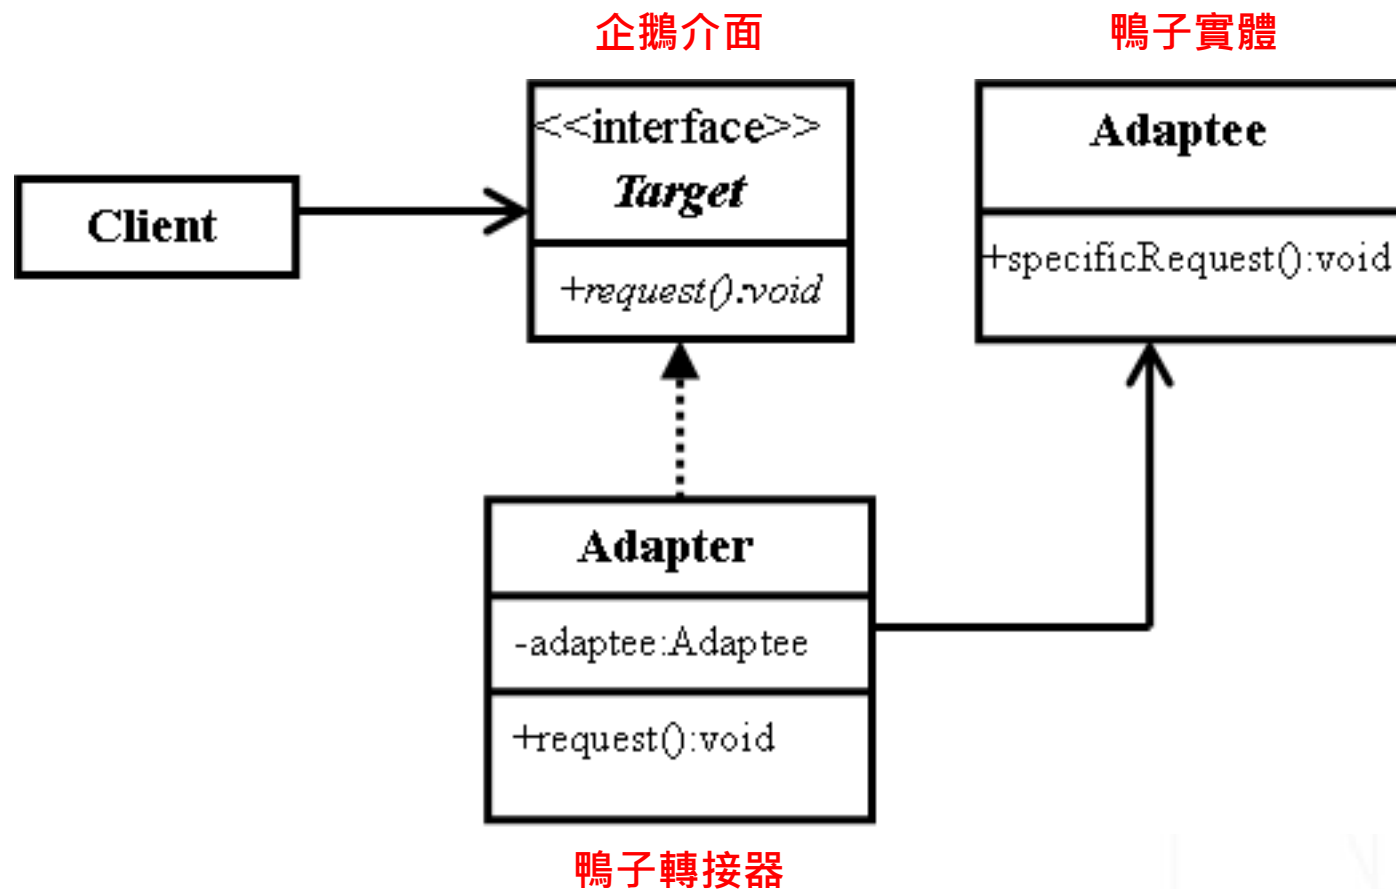 企鵝介面
鴨子實體
<<interface>>
Target
+request():void
Adaptee
+specificRequest():void
Client
Adapter
-adaptee:Adaptee
+request():void
鴨子轉接器